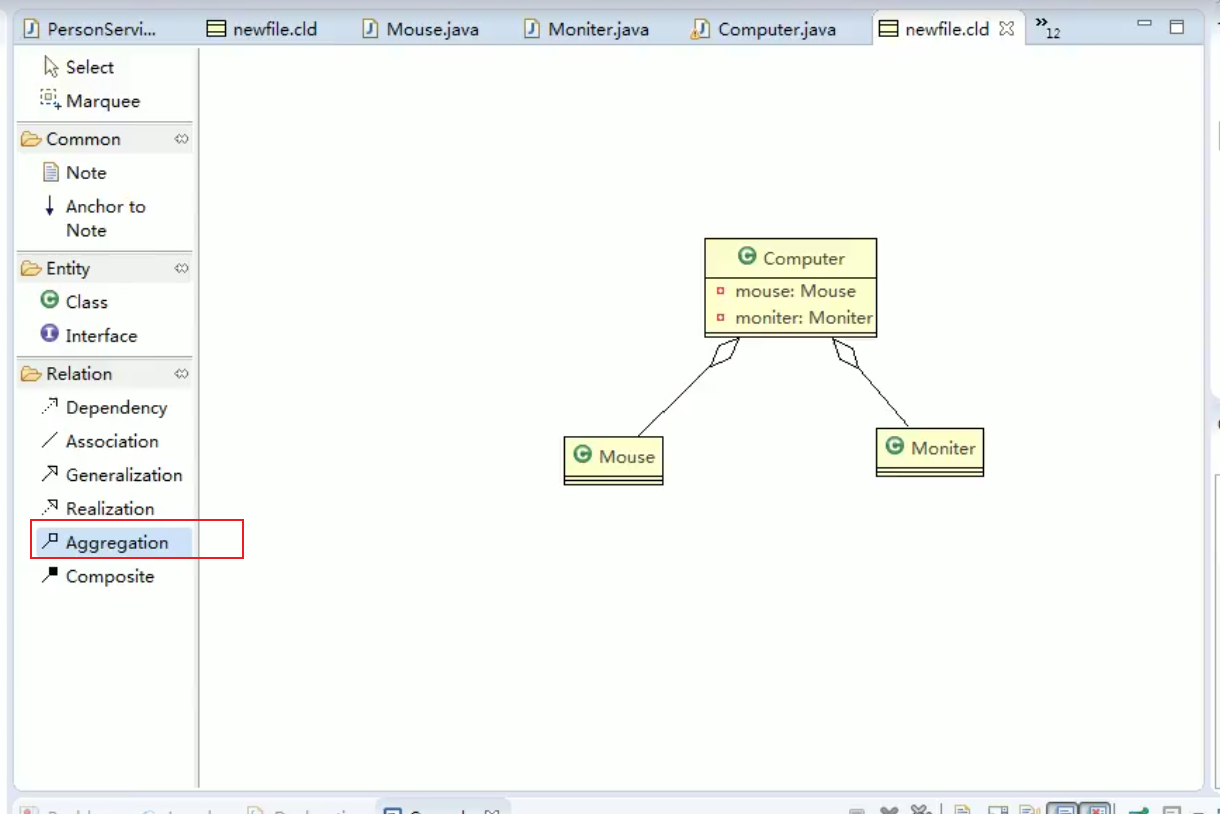 PersonServi...
newfile.cld
Mouse.java
Moniter.java
Computer.java
newfile.cld
12
Select
Marquee
Common
Note
Anchor to
Note
Entity
Class
Interface
Relation
Dependency
Association
Generalization
Realization
Aggregation
Composite
Computer
mouse: Mouse
moniter: Moniter
Mouse
Moniter